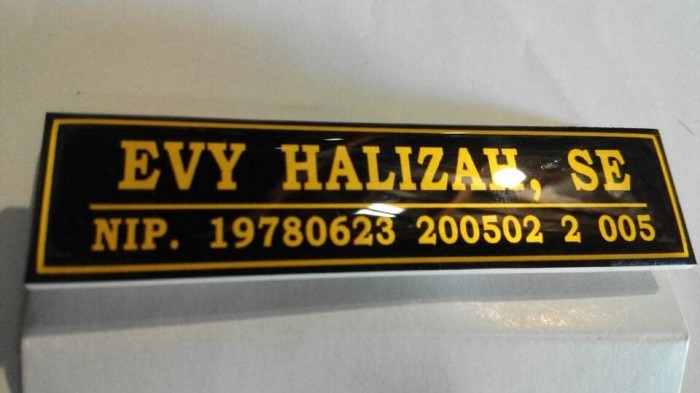 EVY HALIZAH, SE
NIP. 19780623 200502 2 005